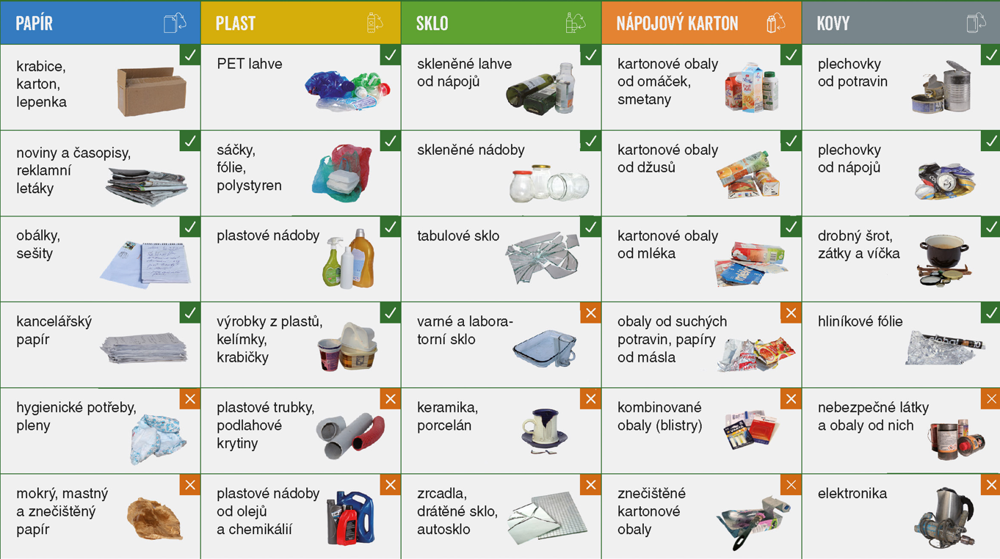 PAPÍR
PLAST
SKLO
NÁPOJOVÝ KARTON
KOVY
krabice,
karton,
lepenka
PET lahve
skleněné lahve
od nápojů
kartonové obaly
od omáček,
smetany
plechovky
od potravin
noviny a časopisy,
reklamní
letáky
sáčky,
fólie,
polystyren
skleněné nádoby
kartonové obaly
od džusů
plechovky
od nápojů
obálky,
sešity
plastové nádoby
tabulové sklo
kartonové obaly
od mléka
drobný šrot,
zátky a víčka
kancelářský
papír
výrobky z plastů,
kelímky,
krabičky
varné a labora-
torní sklo
obaly od suchých
potravin, papíry
od másla
hliníkové fólie
hygienické potřeby,
pleny
plastové trubky,
podlahové
krytiny
keramika,
porcelán
kombinované
obaly (blistry)
nebezpečné látky
a obaly od nich
mokrý, mastný
a znečištěný
papír
plastové nádoby
od olejů
a chemikálií
zrcadla,
drátěné sklo,
autosklo
znečištěné
kartonové
obaly
elektronika